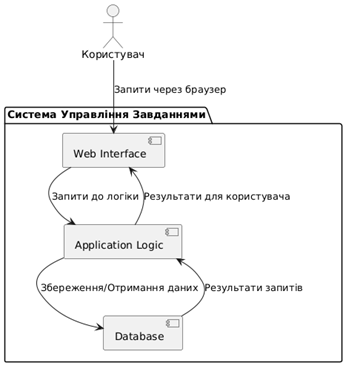 Користувач
Запити через браузер
Система Управління Завданнями
Web Interface
Запити до логіки
Результати для користувача
Application Logic
Збереження/Отримання даних
Результати запитів
Database